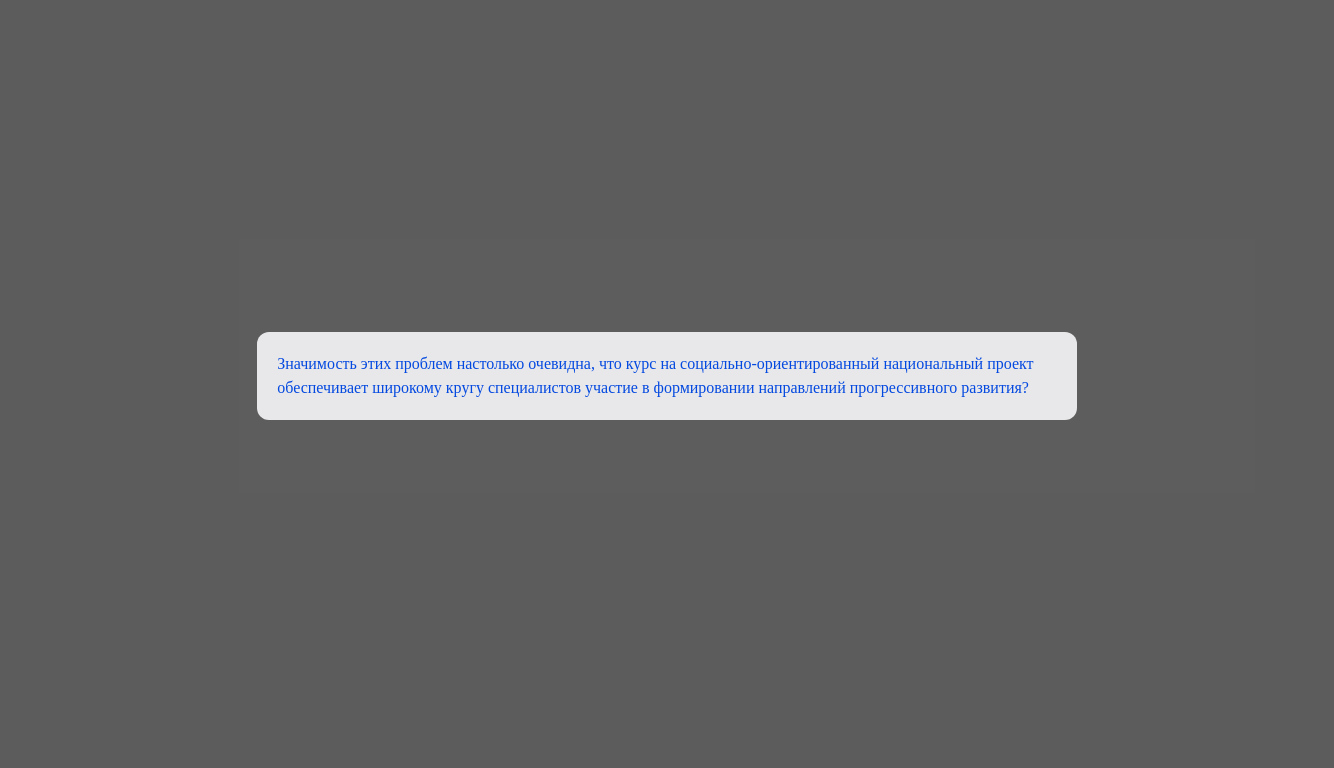 Значимость этих проблем настолько очевидна, что курс на социально-ориентированный национальный проект
обеспечивает широкому кругу специалистов участие в формировании направлений прогрессивного развития?